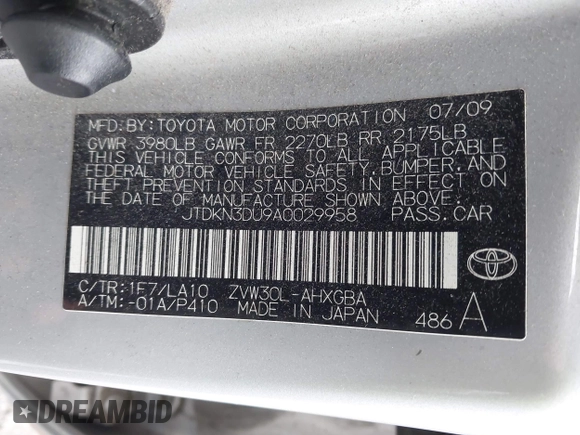 MFD.BY:TOYOTA MOTOR CORPORATION 07/09
GVWR 3980LB GAWR FR 2270LB RR 2175LB
THIS VEHICLE CONFORMS TO ALL APPLICABLE
FEDERAL MOTOR VEHICLE SAFETY,BUMPER,AND
THEFT PREVENTION STANDARDS IN EFFECT ON
THE DATE OF MANUFACTURE SHOWN ABOVE.
JTDKN3DU9A0029958 PASS.CAR
C/TR:1F7/LA10 ZVW30L-AHXGBA
A/TM:-01A/P410 MADE IN JAPAN 486 A
DREAMBID